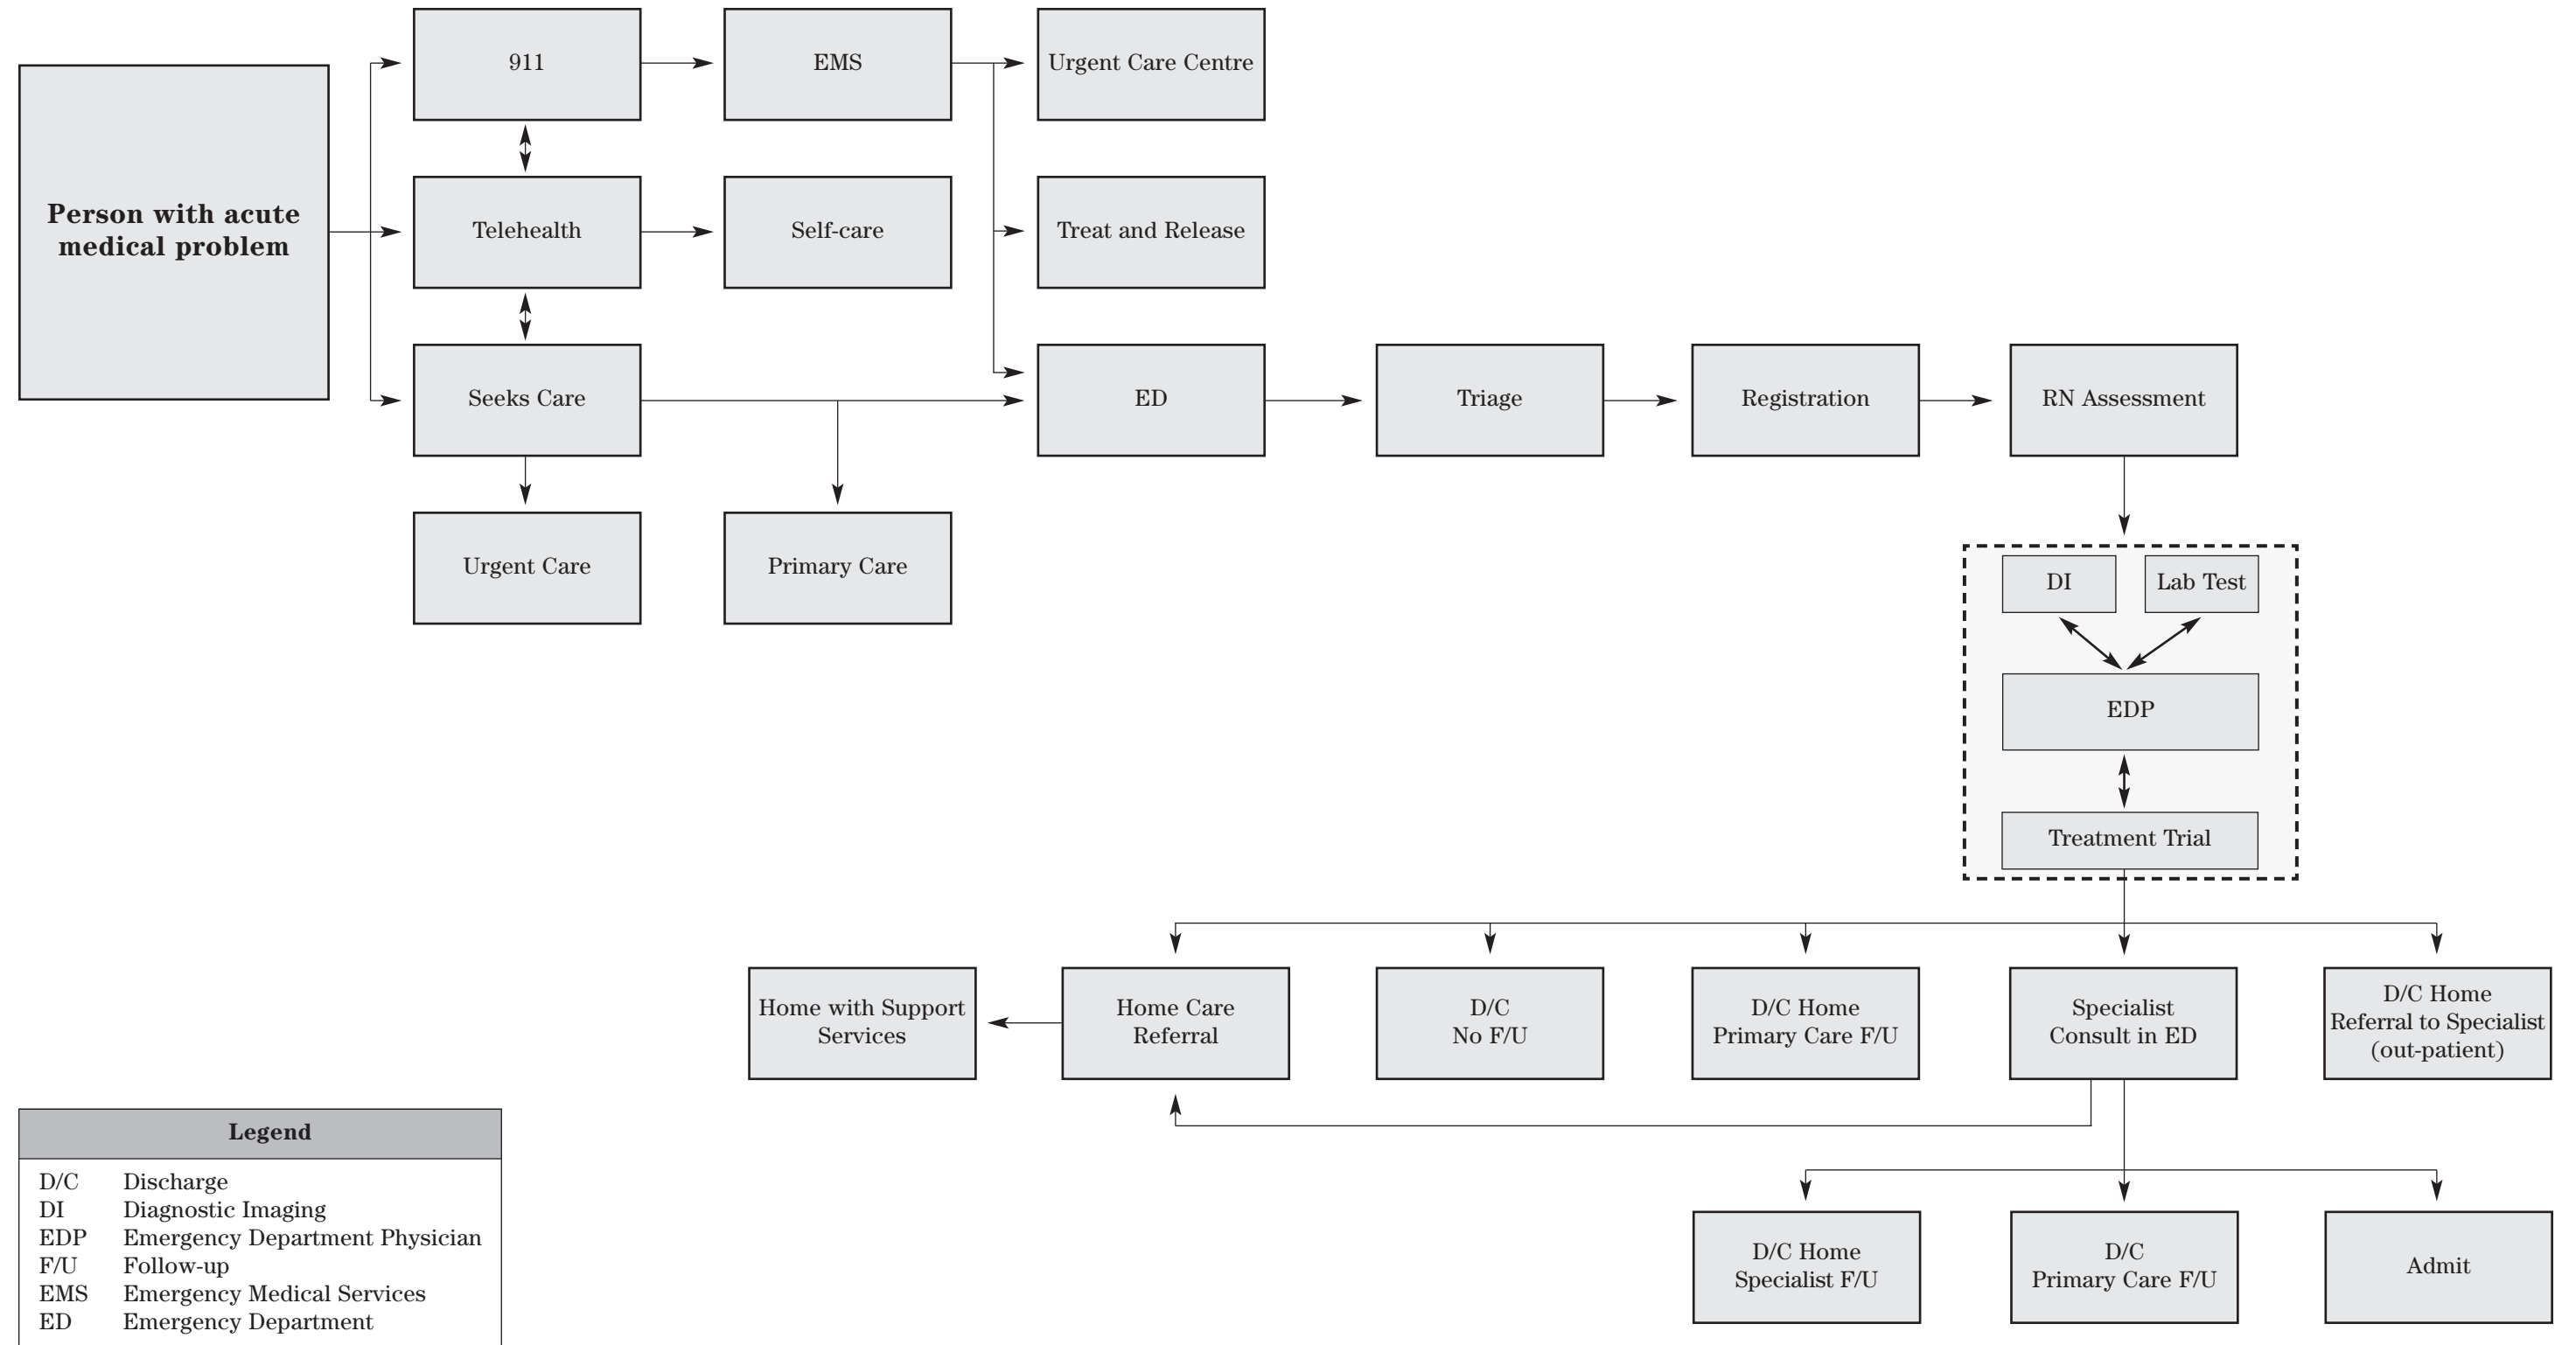 911
EMS
Urgent Care Centre
Person with acute
medical problem
Telehealth
Self-care
Treat and Release
Seeks Care
ED
Triage
Registration
RN Assessment
Urgent Care
Primary Care
DI
Lab Test
EDP
Treatment Trial
Home with Support
Services
Home Care
Referral
D/C
No F/U
D/C Home
Primary Care F/U
Specialist
Consult in ED
D/C Home
Referral to Specialist
(out-patient)
D/C Home
Specialist F/U
D/C
Primary Care F/U
Admit
Legend
D/C Discharge
DI Diagnostic Imaging
EDP Emergency Department Physician
F/U Follow-up
EMS Emergency Medical Services
ED Emergency Department